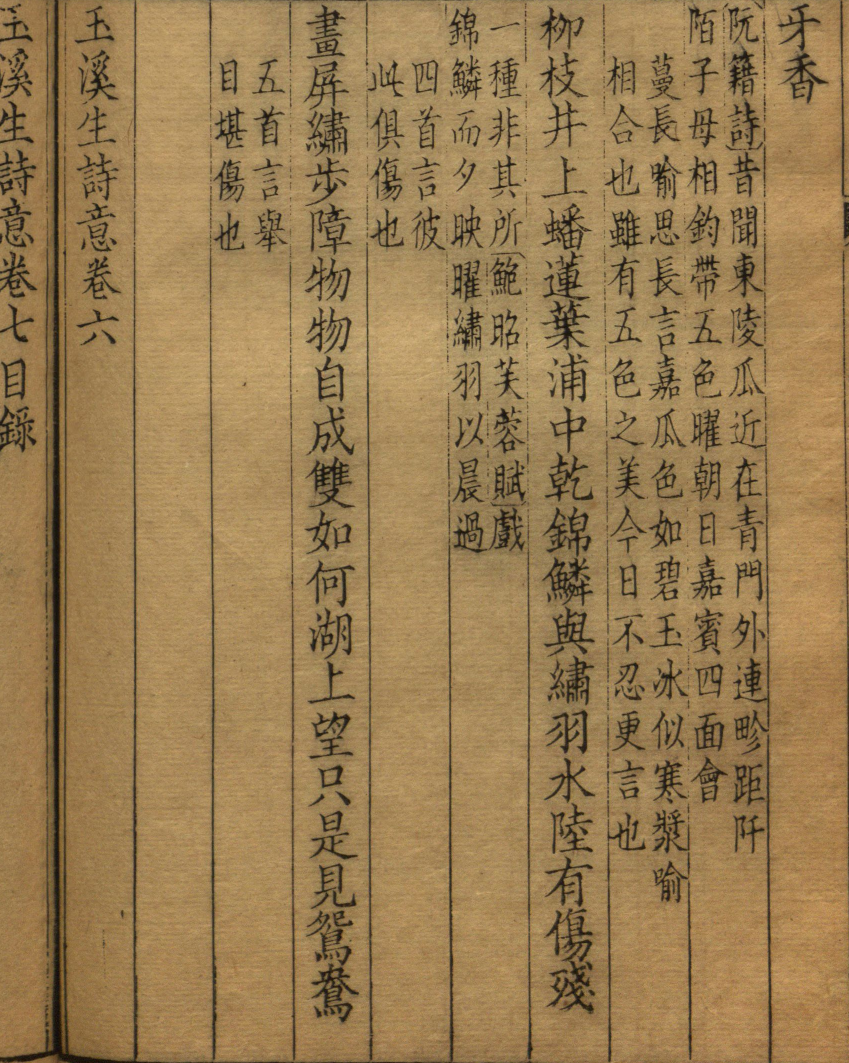 牙香
阮籍詩昔聞東陵瓜近在青門外連畛距阡
陌子母相鈎帶五色曜朝日嘉賓四面會
蔓長喻思長言嘉瓜色如碧玉冰似寒漿喻
相合也雖有五色之美今日不忍更言也
柳枝井上蟠蓮葉浦中乾錦鱗與繡羽水陸有傷殘
一種非其所鮑昭芙蓉賦戲
錦鱗而夕映曜繡羽以晨過
四首言彼
此俱傷也
畫屏繡步障物物自成雙如何湖上望只是見鴛鴦
五首言舉
目堪傷也
玉溪生詩意卷六
玉溪生詩意卷七目錄